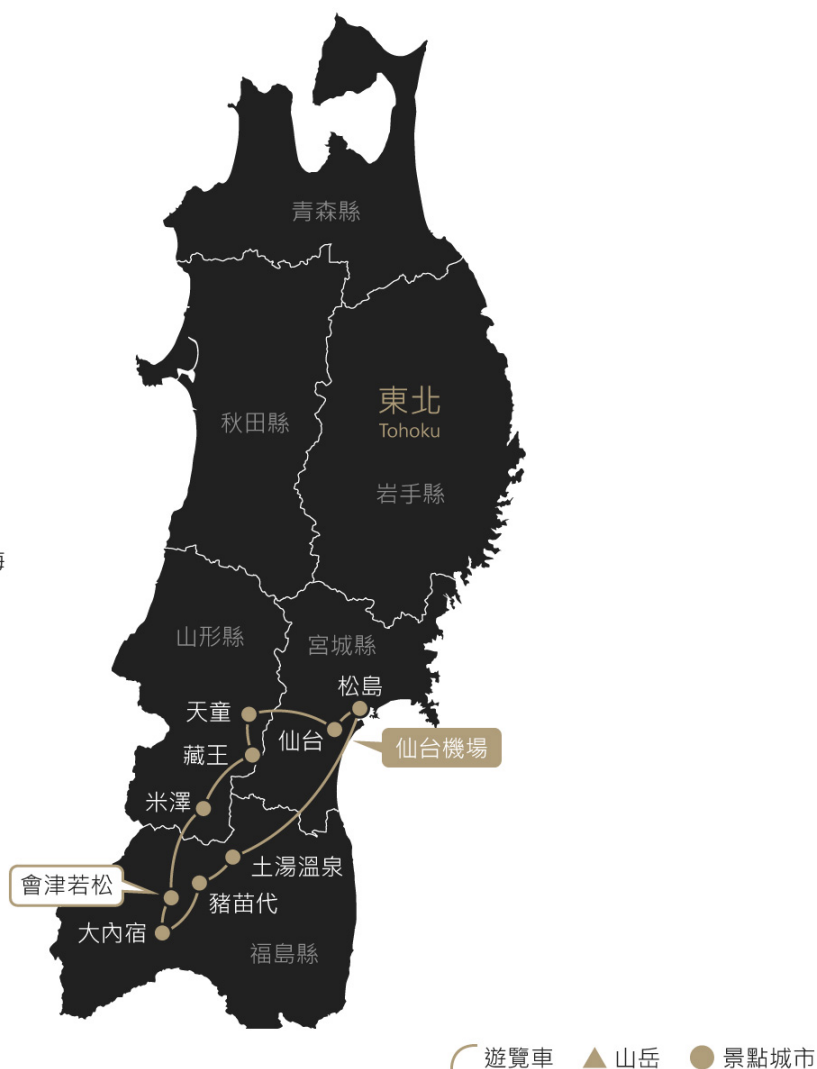 青森縣
東北
Tohoku
秋田縣
岩手縣
海
山形縣
宮城縣
松島
天童
仙台
仙台機場
藏王
米澤
土湯溫泉
會津若松
豬苗代
大內宿
福島縣
遊覽車
山岳
景點城市